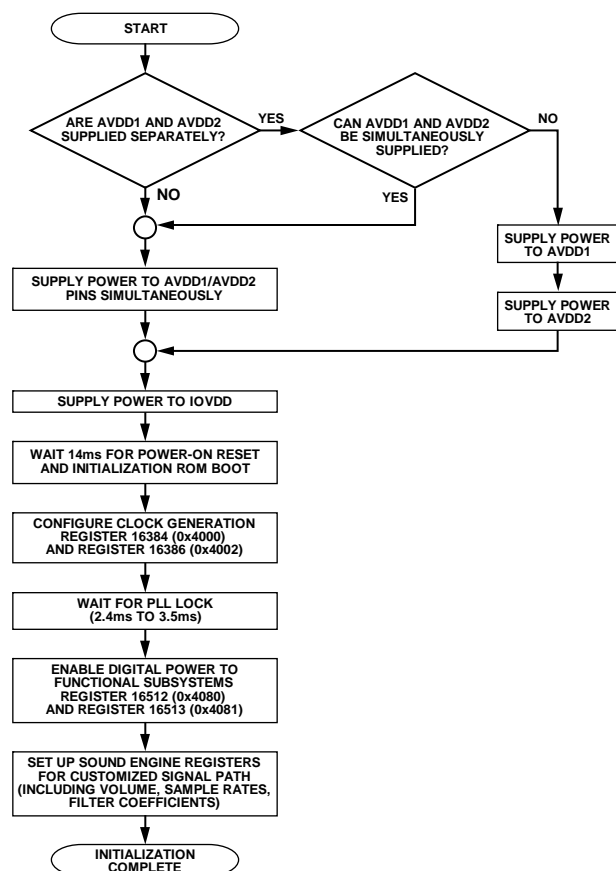 START
ARE AVDD1 AND AVDD2
SUPPLIED SEPARATELY?
YES
CAN AVDD1 AND AVDD2
BE SIMULTANEOUSLY
SUPPLIED?
NO
NO
YES
SUPPLY POWER
TO AVDD1
SUPPLY POWER TO AVDD1/AVDD2
PINS SIMULTANEOUSLY
SUPPLY POWER
TO AVDD2
SUPPLY POWER TO IOVDD
WAIT 14ms FOR POWER-ON RESET
AND INITIALIZATION ROM BOOT
CONFIGURE CLOCK GENERATION
REGISTER 16384 (0x4000)
AND REGISTER 16386 (0x4002)
WAIT FOR PLL LOCK
(2.4ms TO 3.5ms)
ENABLE DIGITAL POWER TO
FUNCTIONAL SUBSYSTEMS
REGISTER 16512 (0x4080)
AND REGISTER 16513 (0x4081)
SET UP SOUND ENGINE REGISTERS
FOR CUSTOMIZED SIGNAL PATH
(INCLUDING VOLUME, SAMPLE RATES,
FILTER COEFFICIENTS)
INITIALIZATION
COMPLETE